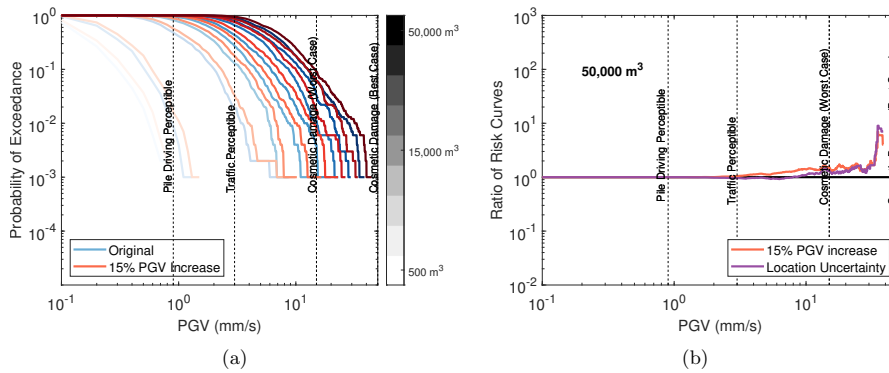 10^0
10^-1
10^-2
10^-3
10^-4
Probability of Exceedance
Pile Driving Perceptible
Traffic Perceptible
Cosmetic Damage (Worst Case)
Cosmetic Damage (Best Case)
Original
15% PGV Increase
10^-1
10^0
10^1
PGV (mm/s)
50,000 m³
15,000 m³
500 m³
(a)
10^3
10^2
10^1
10^0
10^-1
10^2
Ratio of Risk Curves
50,000 m³
Pile Driving Perceptible
Traffic Perceptible
Cosmetic Damage (Worst Case)
15% PGV increase
Location Uncertainty
10^-1
10^0
10^1
PGV (mm/s)
(b)